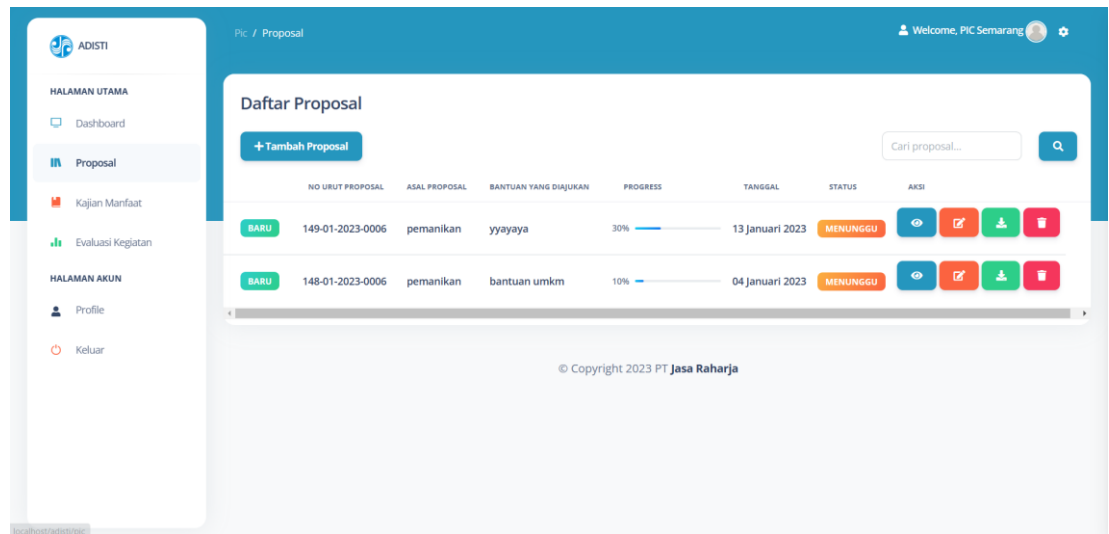 ADISTI
Pic / Proposal
Welcome, PIC Semarang
HALAMAN UTAMA
Dashboard
Proposal
Kajian Manfaat
Evaluasi Kegiatan
HALAMAN AKUN
Profile
Keluar
Daftar Proposal
+ Tambah Proposal
Cari proposal...
NO URUT PROPOSAL ASAL PROPOSAL BANTUAN YANG DIAJUKAN PROGRESS TANGGAL STATUS AKSI
BARU 149-01-2023-0006 pemanikan yyayaya 30% 13 Januari 2023 MENUNGGU
BARU 148-01-2023-0006 pemanikan bantuan umkm 10% 04 Januari 2023 MENUNGGU
© Copyright 2023 PT Jasa Raharja
localhost/adisti/pic